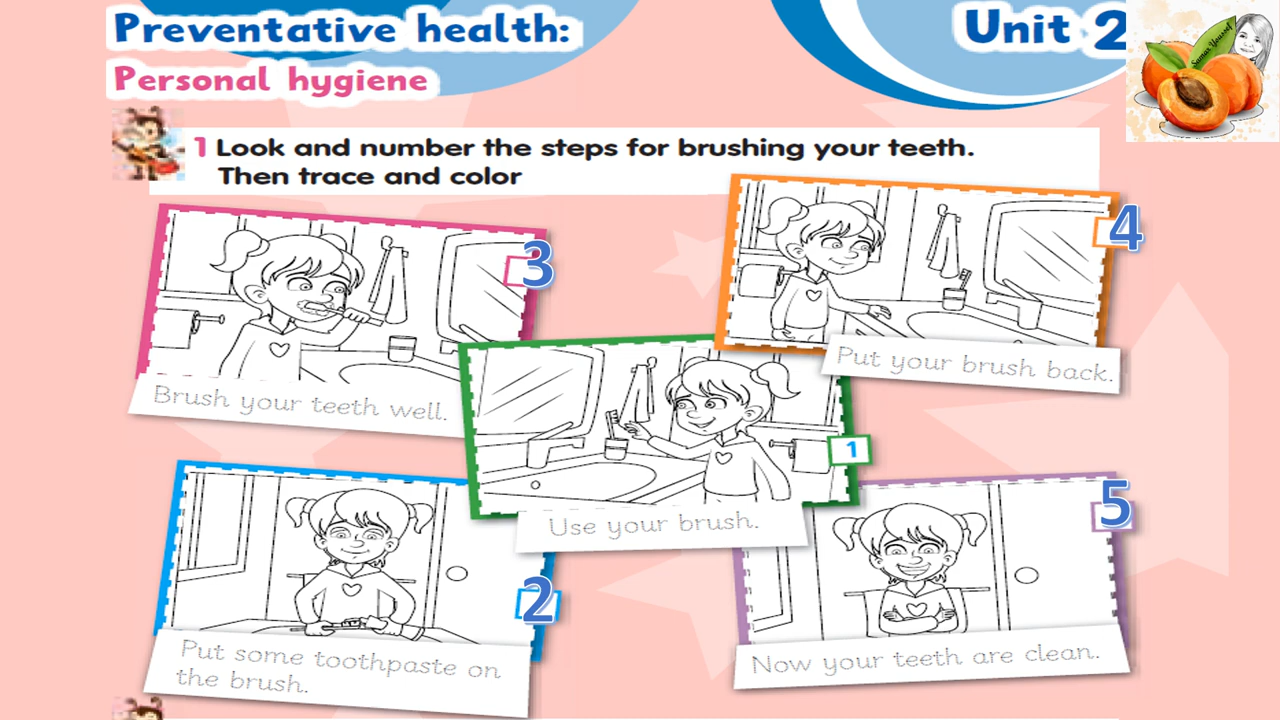 Preventative health:
Unit 2
Personal hygiene
Samar Youssef
1 Look and number the steps for brushing your teeth.
Then trace and color
3
Brush your teeth well.
4
Put your brush back.
1
Use your brush.
2
Put some toothpaste on
the brush.
5
Now your teeth are clean.